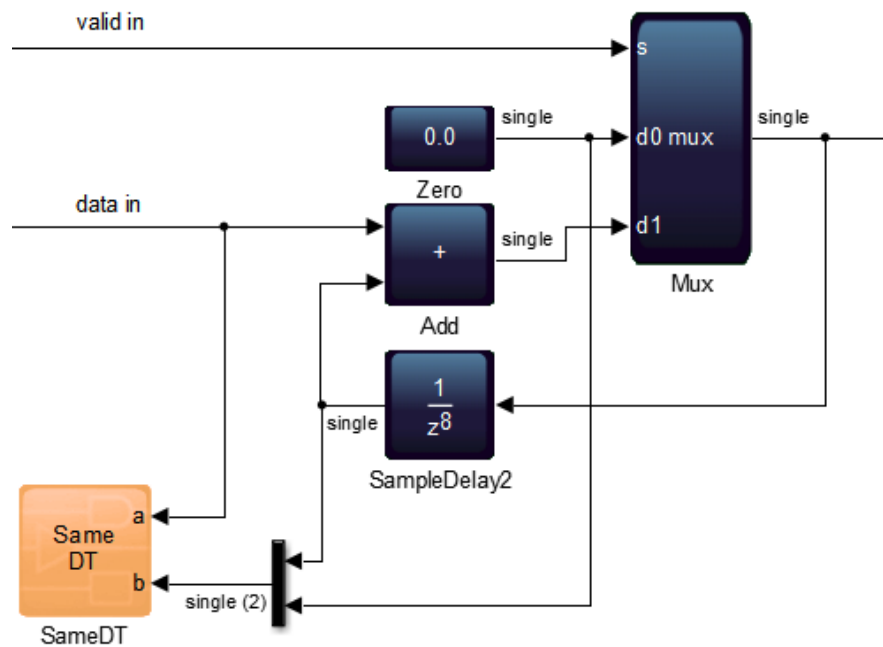 valid in
s
single
0.0
d0 mux
single
Zero
data in
single
+
d1
Add
Mux
1
z8
single
SampleDelay2
a
Same
DT
b
single (2)
SameDT